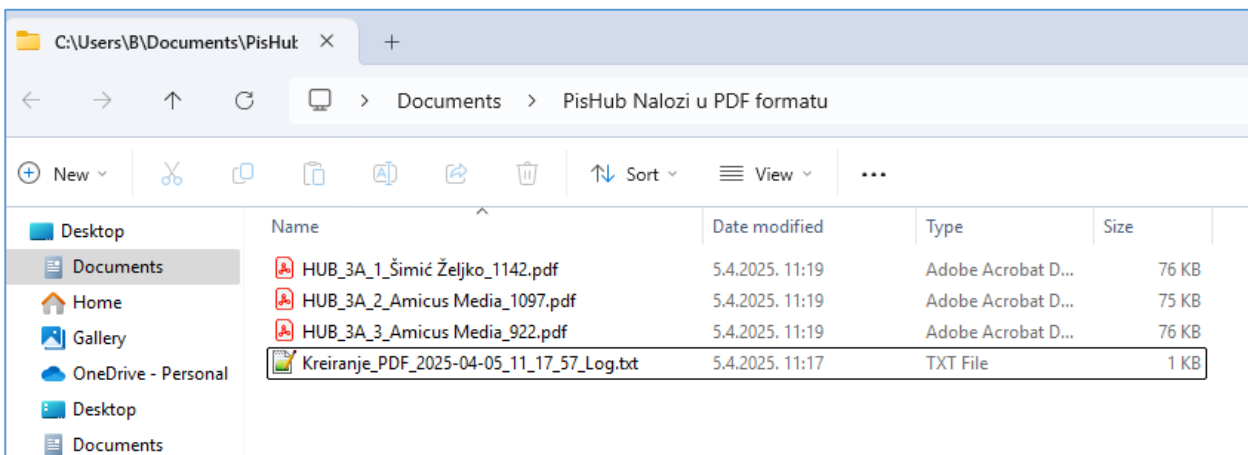 C:\Users\B\Documents\PisHub
Documents > PisHub Nalozi u PDF formatu
New Sort View ...
Name Date modified Type Size
HUB_3A_1_Šimić Željko_1142.pdf 5.4.2025. 11:19 Adobe Acrobat D... 76 KB
HUB_3A_2_Amicus Media_1097.pdf 5.4.2025. 11:19 Adobe Acrobat D... 75 KB
HUB_3A_3_Amicus Media_922.pdf 5.4.2025. 11:19 Adobe Acrobat D... 76 KB
Kreiranje_PDF_2025-04-05_11_17_57_Log.txt 5.4.2025. 11:17 TXT File 1 KB
Desktop
Documents
Home
Gallery
OneDrive - Personal
Desktop
Documents